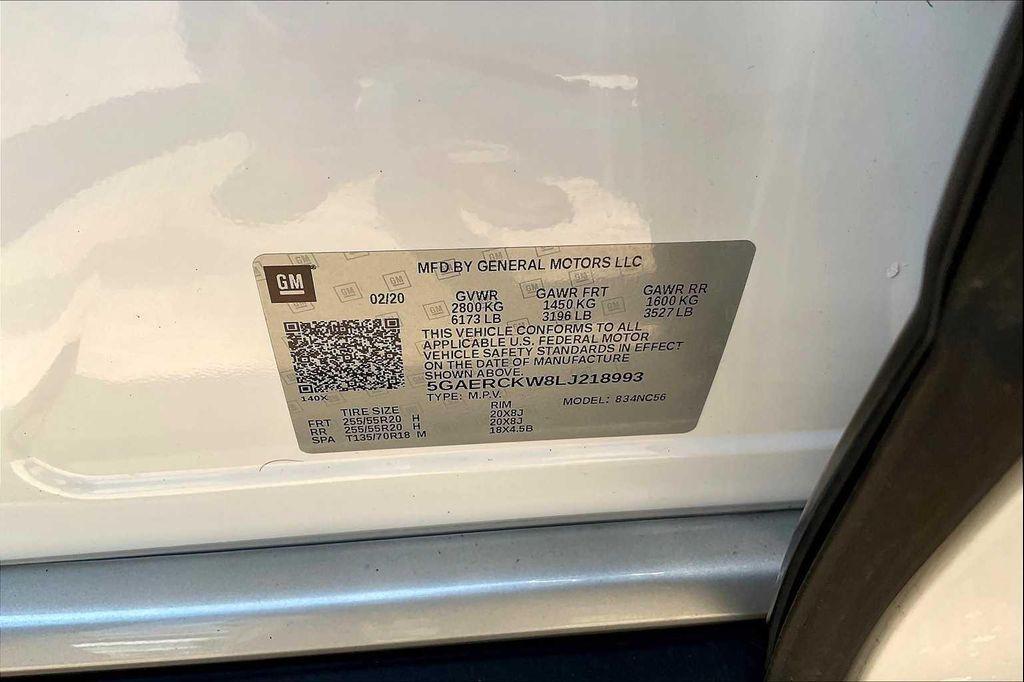 GM
MFD BY GENERAL MOTORS LLC
02/20
GVWR GAWR FRT GAWR RR
2800 KG 1450 KG 1600 KG
6173 LB 3196 LB 3527 LB
THIS VEHICLE CONFORMS TO ALL
APPLICABLE U.S. FEDERAL MOTOR
VEHICLE SAFETY STANDARDS IN EFFECT
ON THE DATE OF MANUFACTURE
SHOWN ABOVE.
5GAERCKW8LJ218993
140X
TYPE: M.P.V. MODEL: 834NC56
TIRE SIZE RIM
FRT 255/55R20 H 20X8J
RR 255/55R20 H 20X8J
SPA T135/70R18 M 18X4.5B